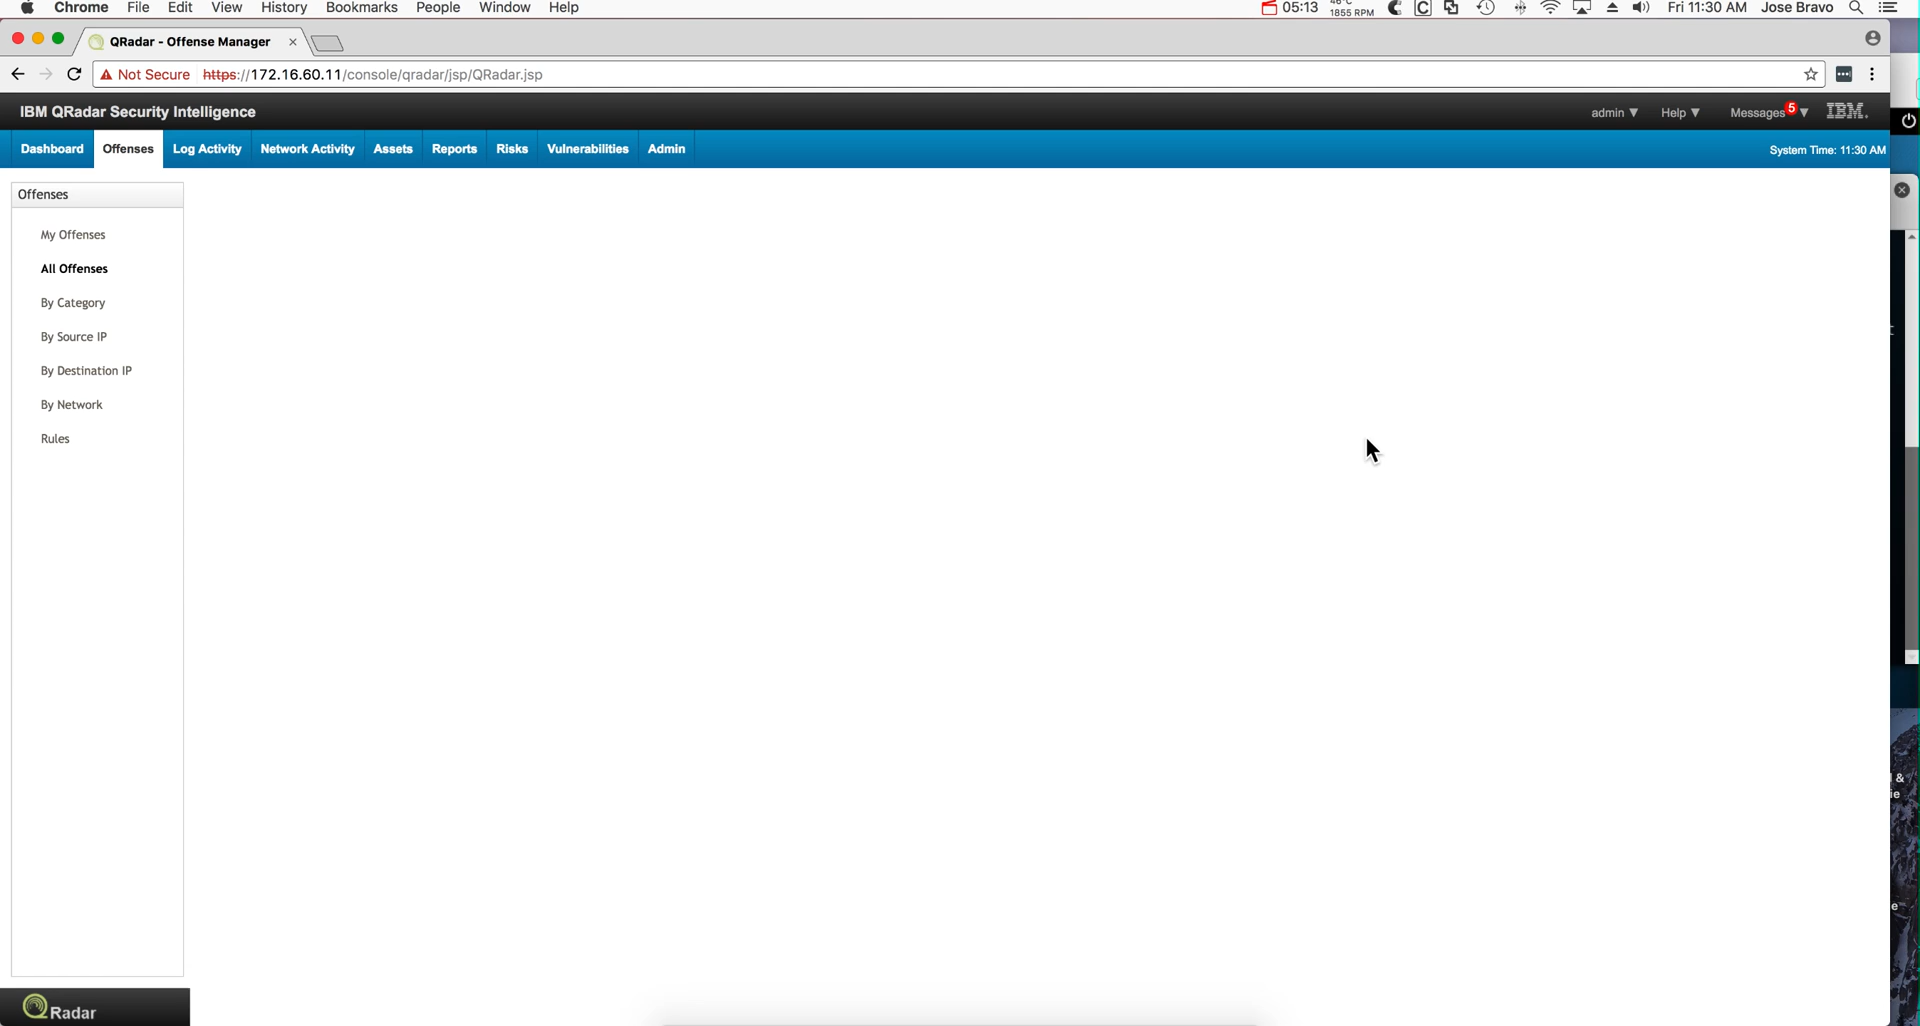 Chrome File Edit View History Bookmarks People Window Help 05:13 46°C 1855 RPM Fri 11:30 AM Jose Bravo
QRadar - Offense Manager
Not Secure https://172.16.60.11/console/qradar/jsp/QRadar.jsp
IBM QRadar Security Intelligence admin Help Messages 5 IBM.
Dashboard Offenses Log Activity Network Activity Assets Reports Risks Vulnerabilities Admin System Time: 11:30 AM
Offenses
My Offenses
All Offenses
By Category
By Source IP
By Destination IP
By Network
Rules
&
ie
e
QRadar